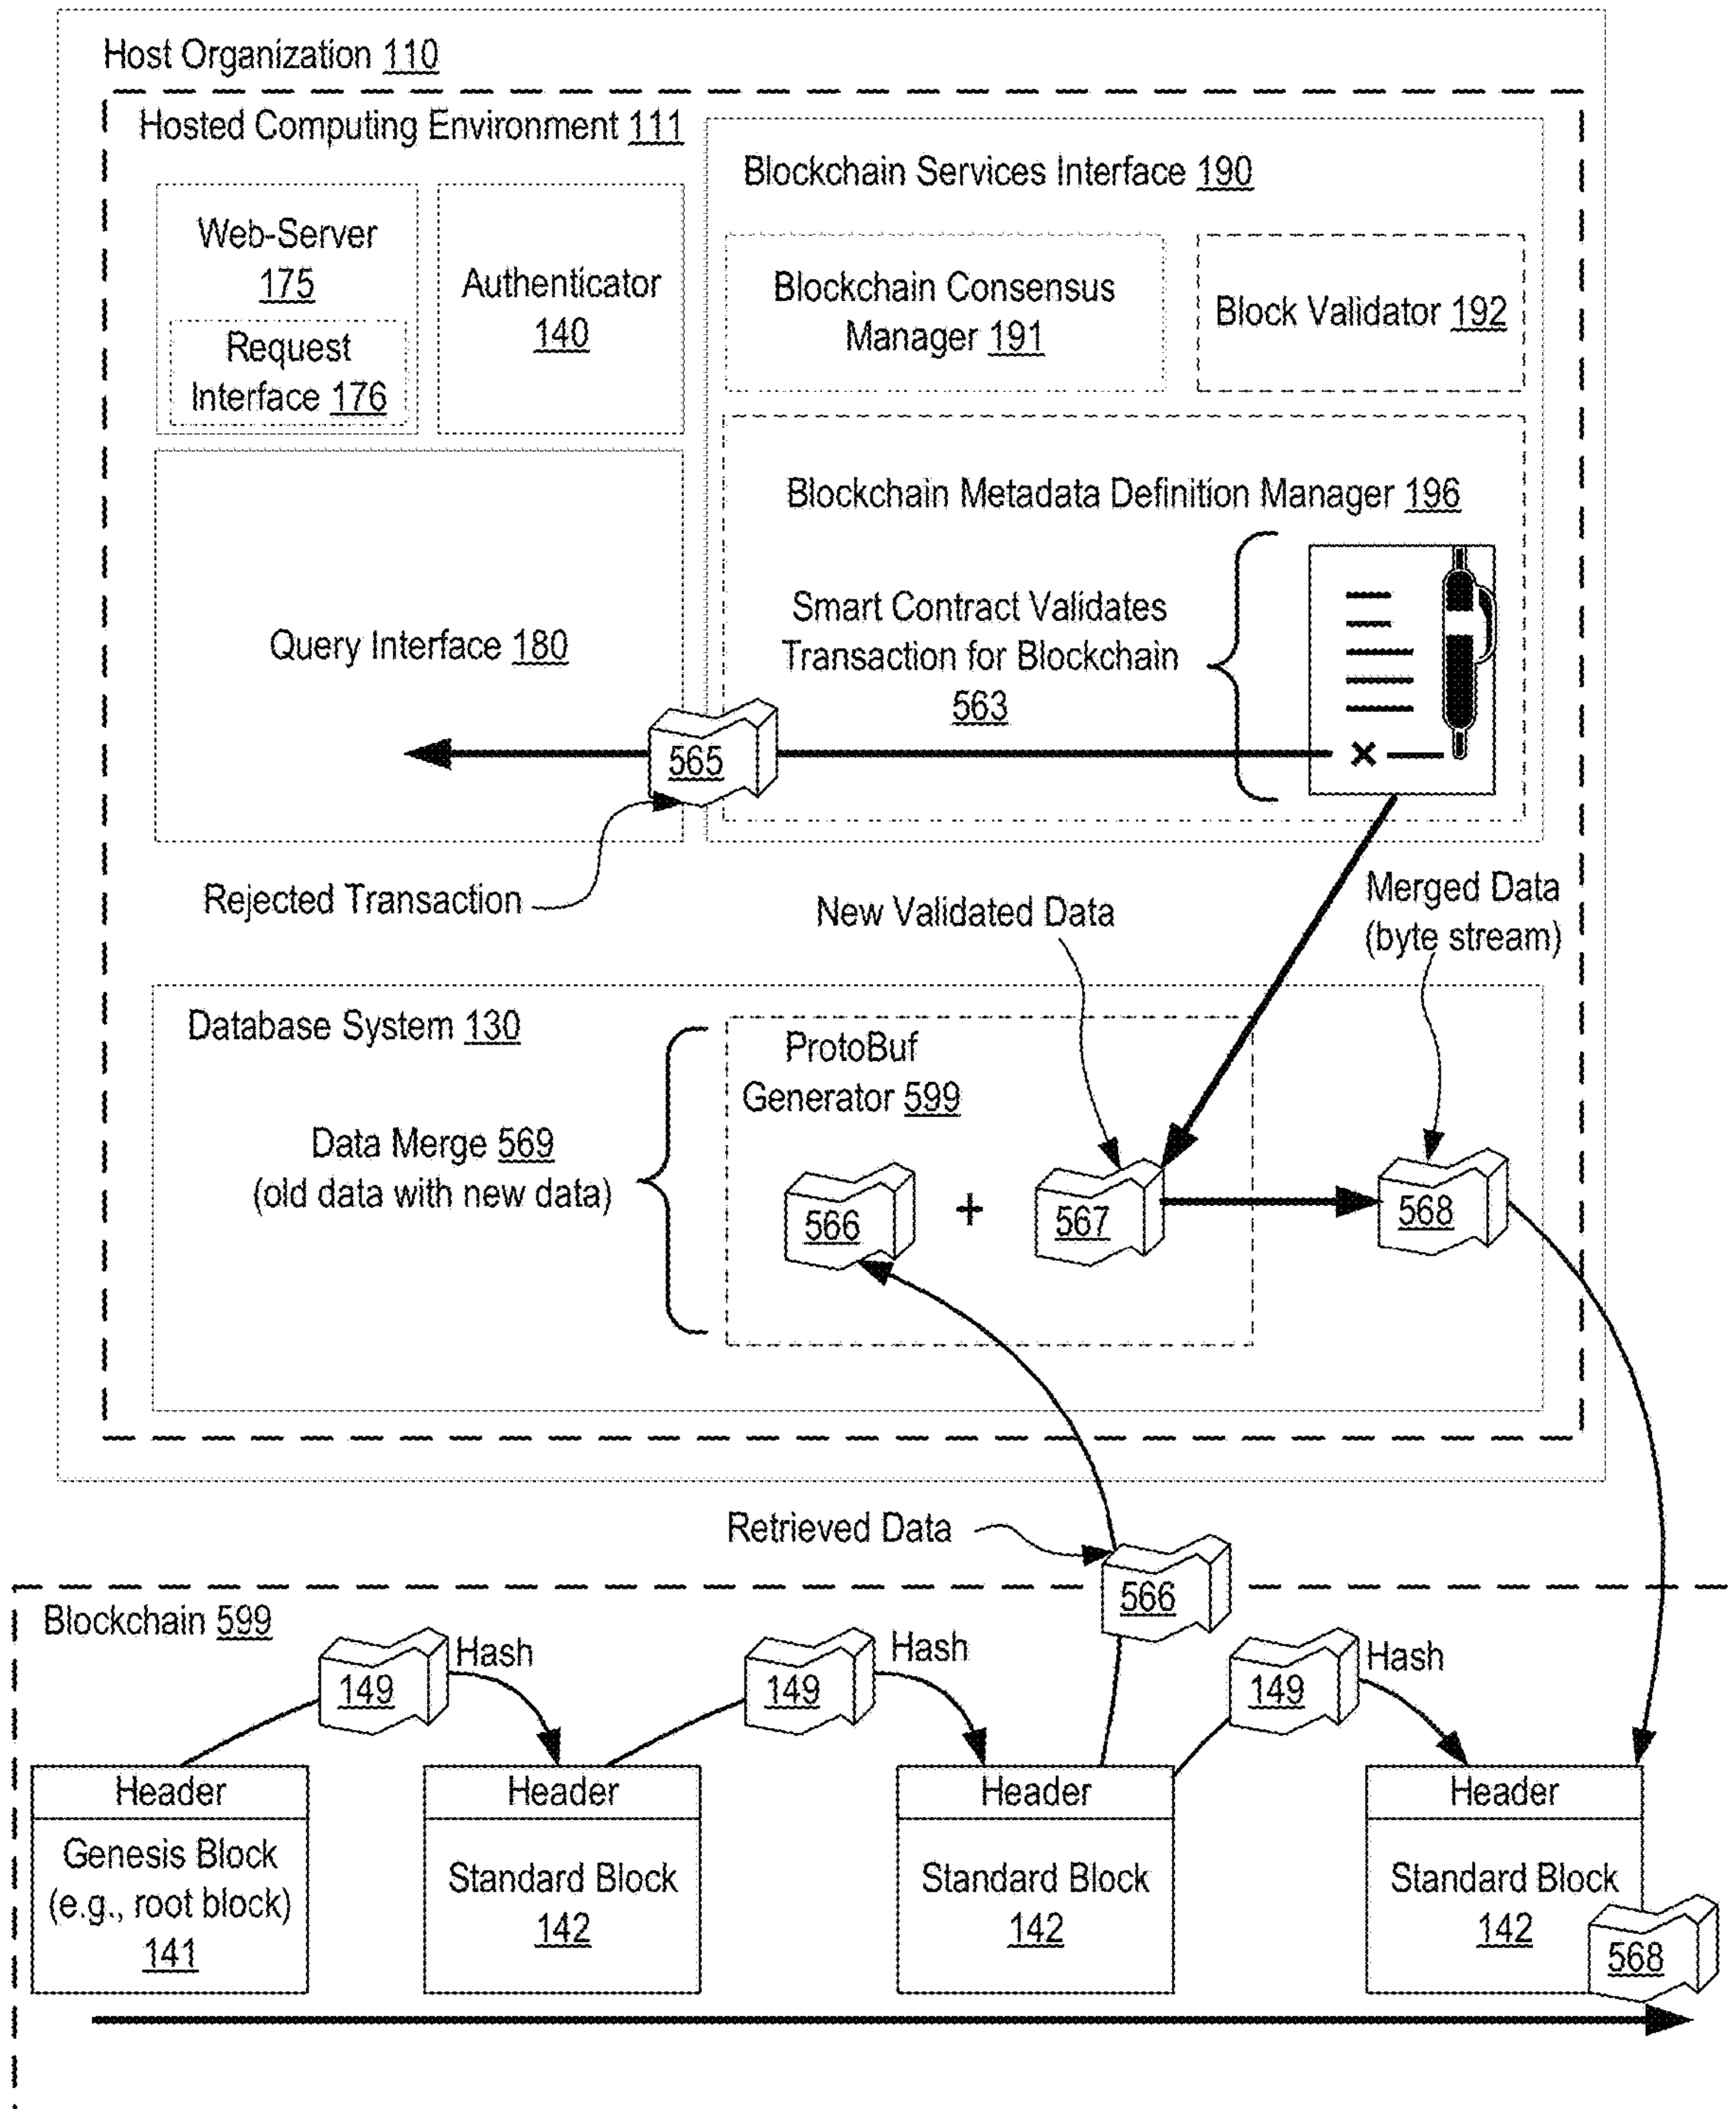 Host Organization 110
Hosted Computing Environment 111
Web-Server
175
Request
Interface 176
Authenticator
140
Blockchain Services Interface 190
Blockchain Consensus
Manager 191
Block Validator 192
Query Interface 180
Blockchain Metadata Definition Manager 196
Smart Contract Validates
Transaction for Blockchain
563
×
565
Rejected Transaction
New Validated Data
Merged Data
(byte stream)
Database System 130
ProtoBuf
Generator 599
Data Merge 569
(old data with new data)
566
+
567
568
Retrieved Data
566
Blockchain 599
149
Hash
149
Hash
149
Hash
Header
Genesis Block
(e.g., root block)
141
Header
Standard Block
142
Header
Standard Block
142
Header
Standard Block
142
568